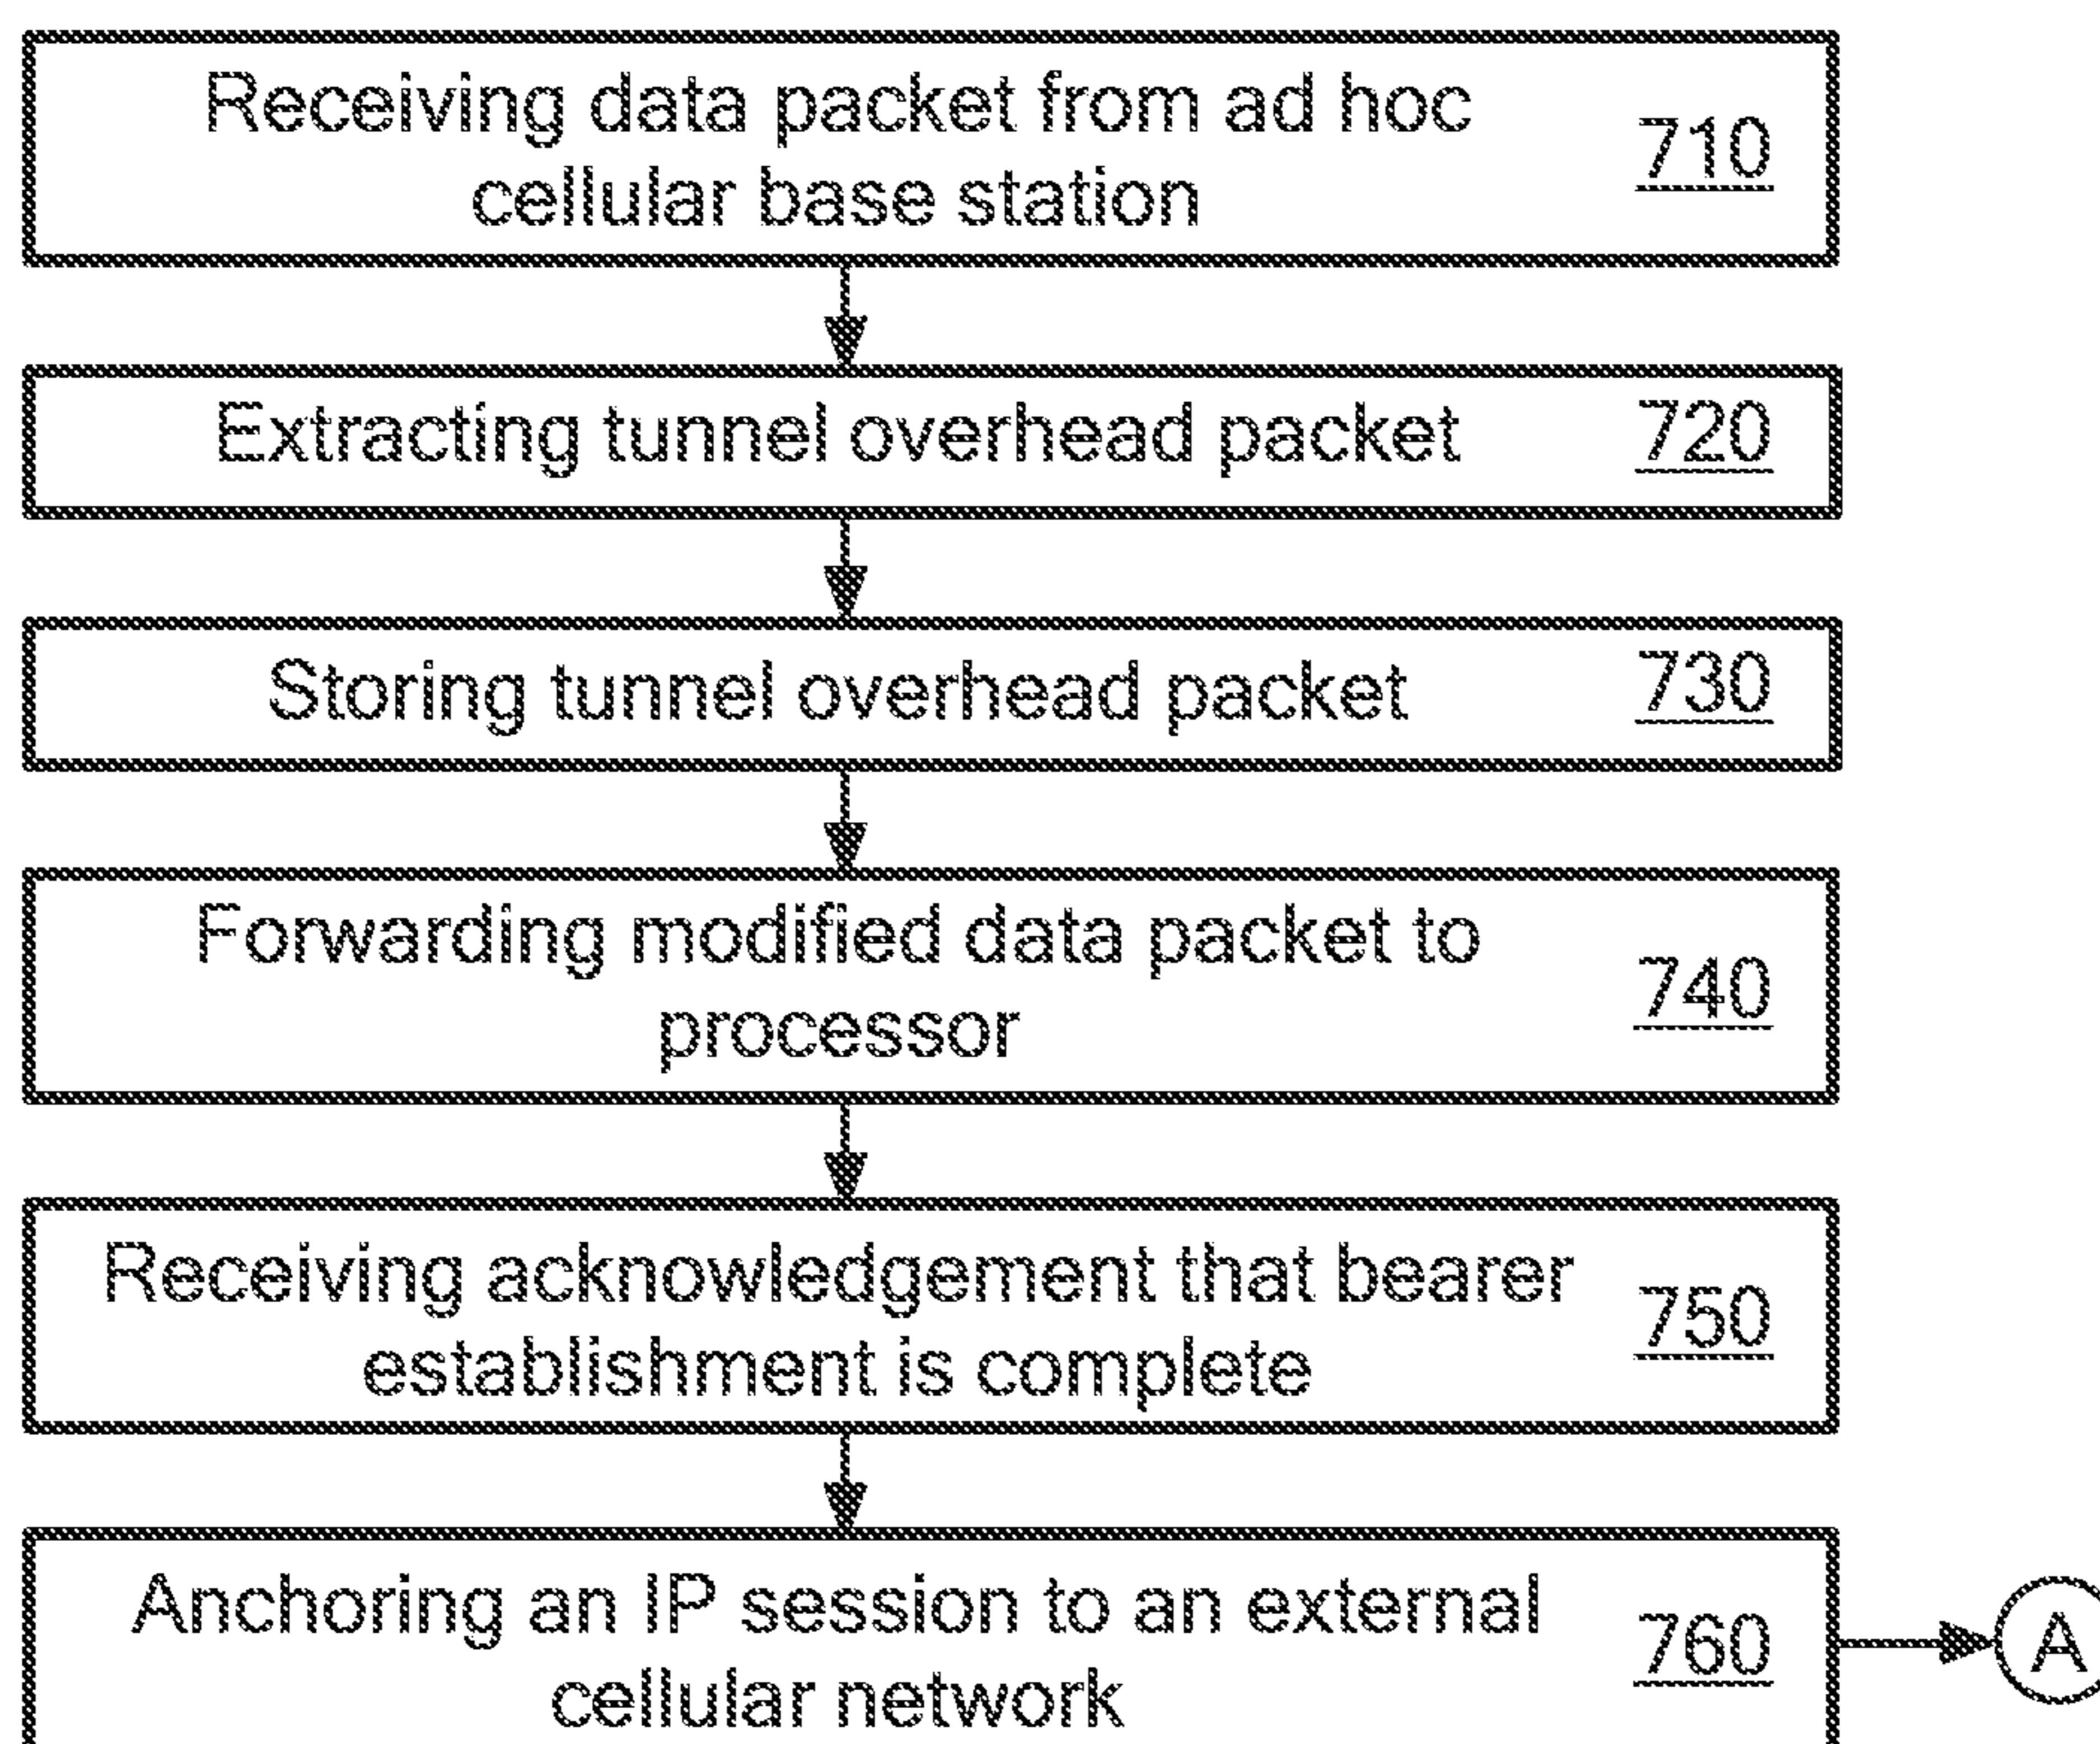 Receiving data packet from ad hoc
cellular base station
710
Extracting tunnel overhead packet
720
Storing tunnel overhead packet
730
Forwarding modified data packet to
processor
740
Receiving acknowledgement that bearer
establishment is complete
750
Anchoring an IP session to an external
cellular network
760
A